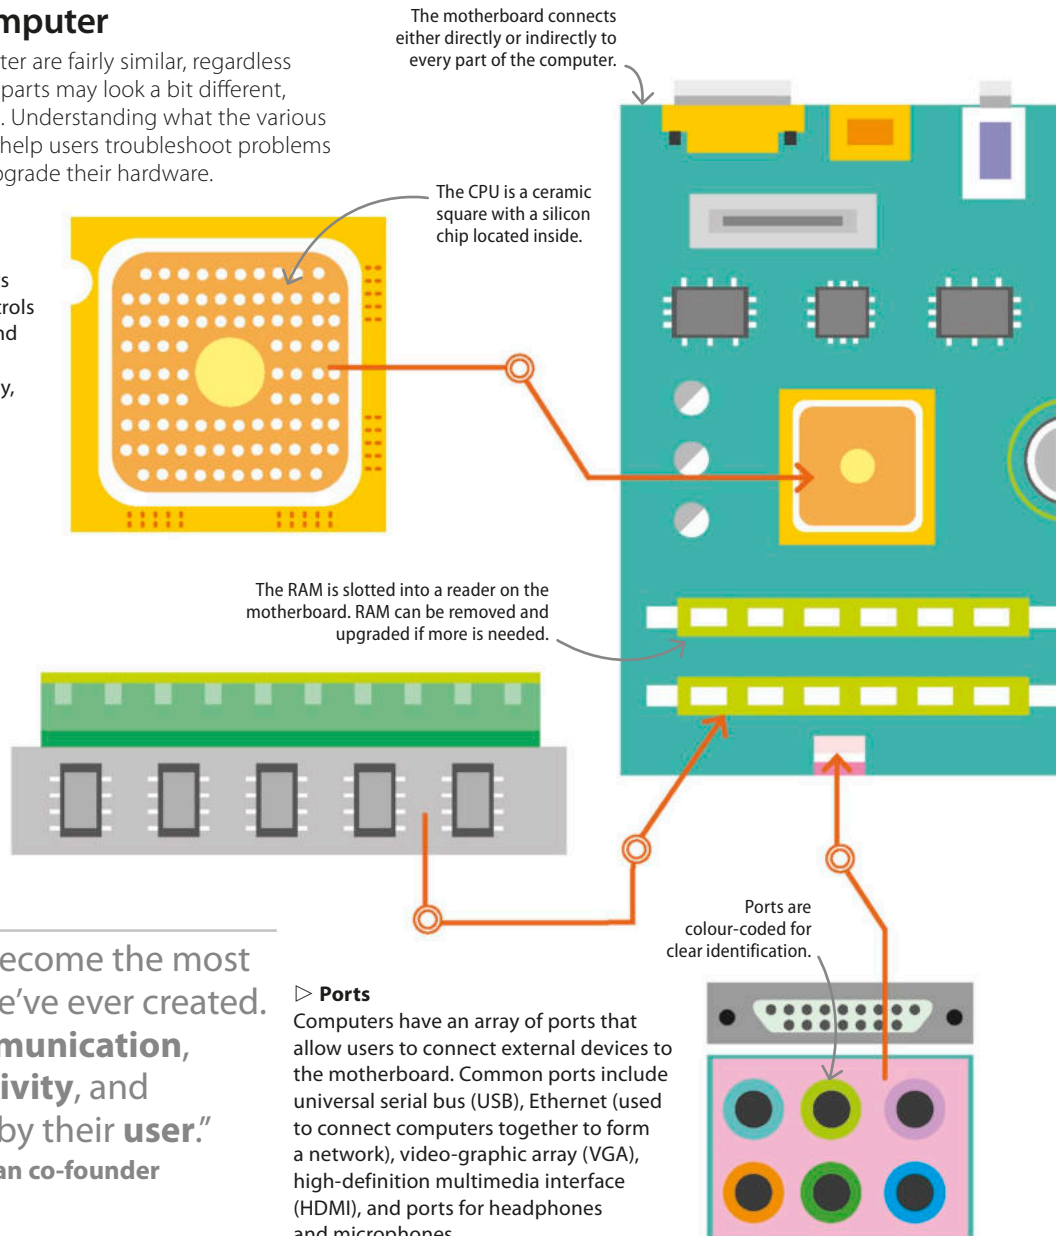 mputer
ter are fairly similar, regardless
parts may look a bit different,
. Understanding what the various
help users troubleshoot problems
grade their hardware.
The motherboard connects
either directly or indirectly to
every part of the computer.
The CPU is a ceramic
square with a silicon
chip located inside.
s
trols
nd
y,
The RAM is slotted into a reader on the
motherboard. RAM can be removed and
upgraded if more is needed.
ecome the most
e’ve ever created.
munication,
ivity, and
by their user.”
an co-founder
▷ Ports
Computers have an array of ports that
allow users to connect external devices to
the motherboard. Common ports include
universal serial bus (USB), Ethernet (used
to connect computers together to form
a network), video-graphic array (VGA),
high-definition multimedia interface
(HDMI), and ports for headphones
and microphones.
Ports are
colour-coded for
clear identification.